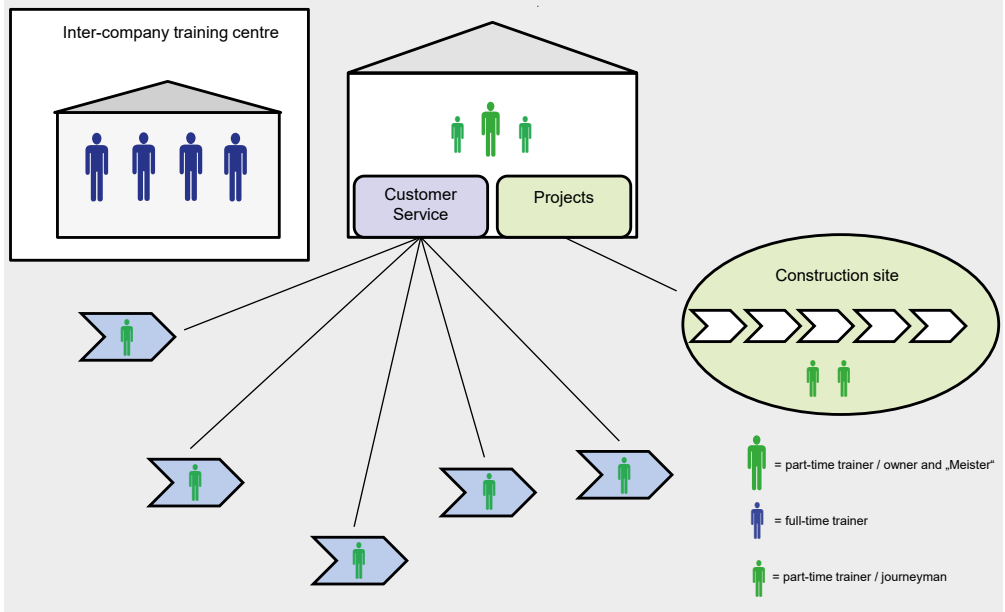 Inter-company training centre
Customer
Service
Projects
Construction site
= part-time trainer / owner and „Meister“
= full-time trainer
= part-time trainer / journeyman